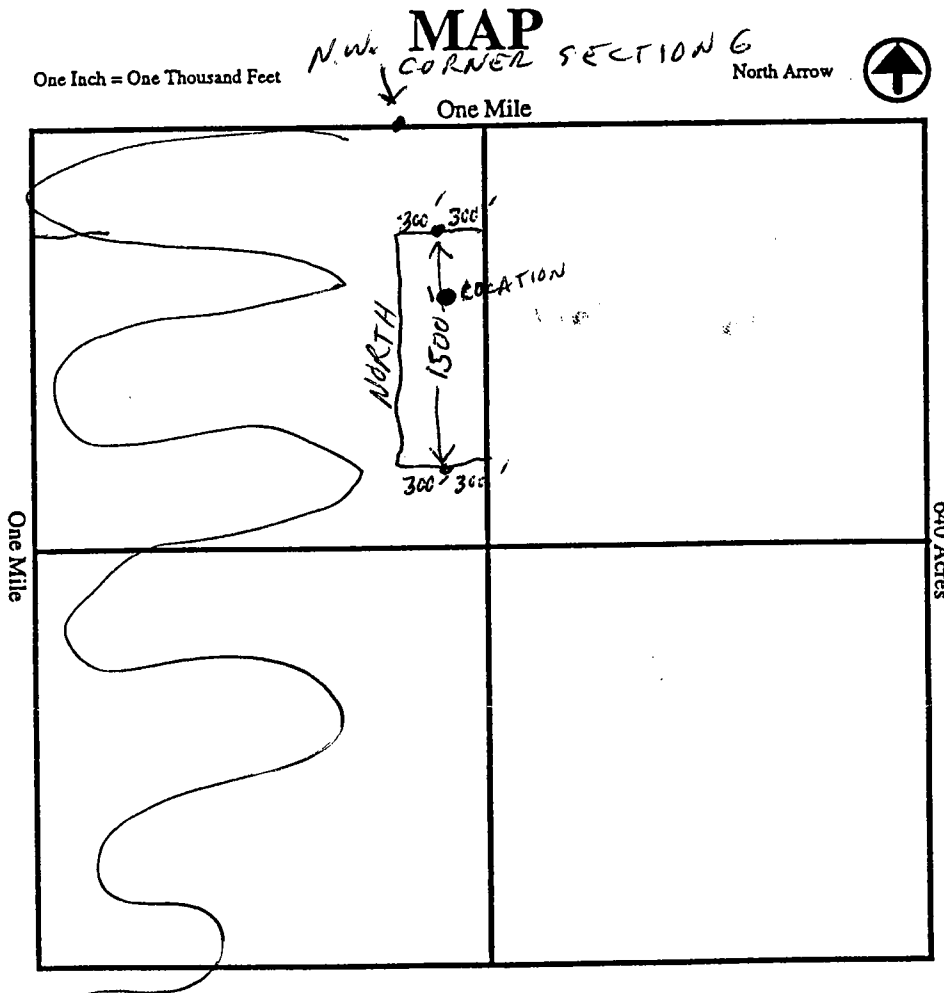 MAP
N.W. CORNER SECTION 6
One Inch = One Thousand Feet
North Arrow
One Mile
300' 300'
LOCATION
NORTH
1500'
300' 300'
One Mile
640 Acres